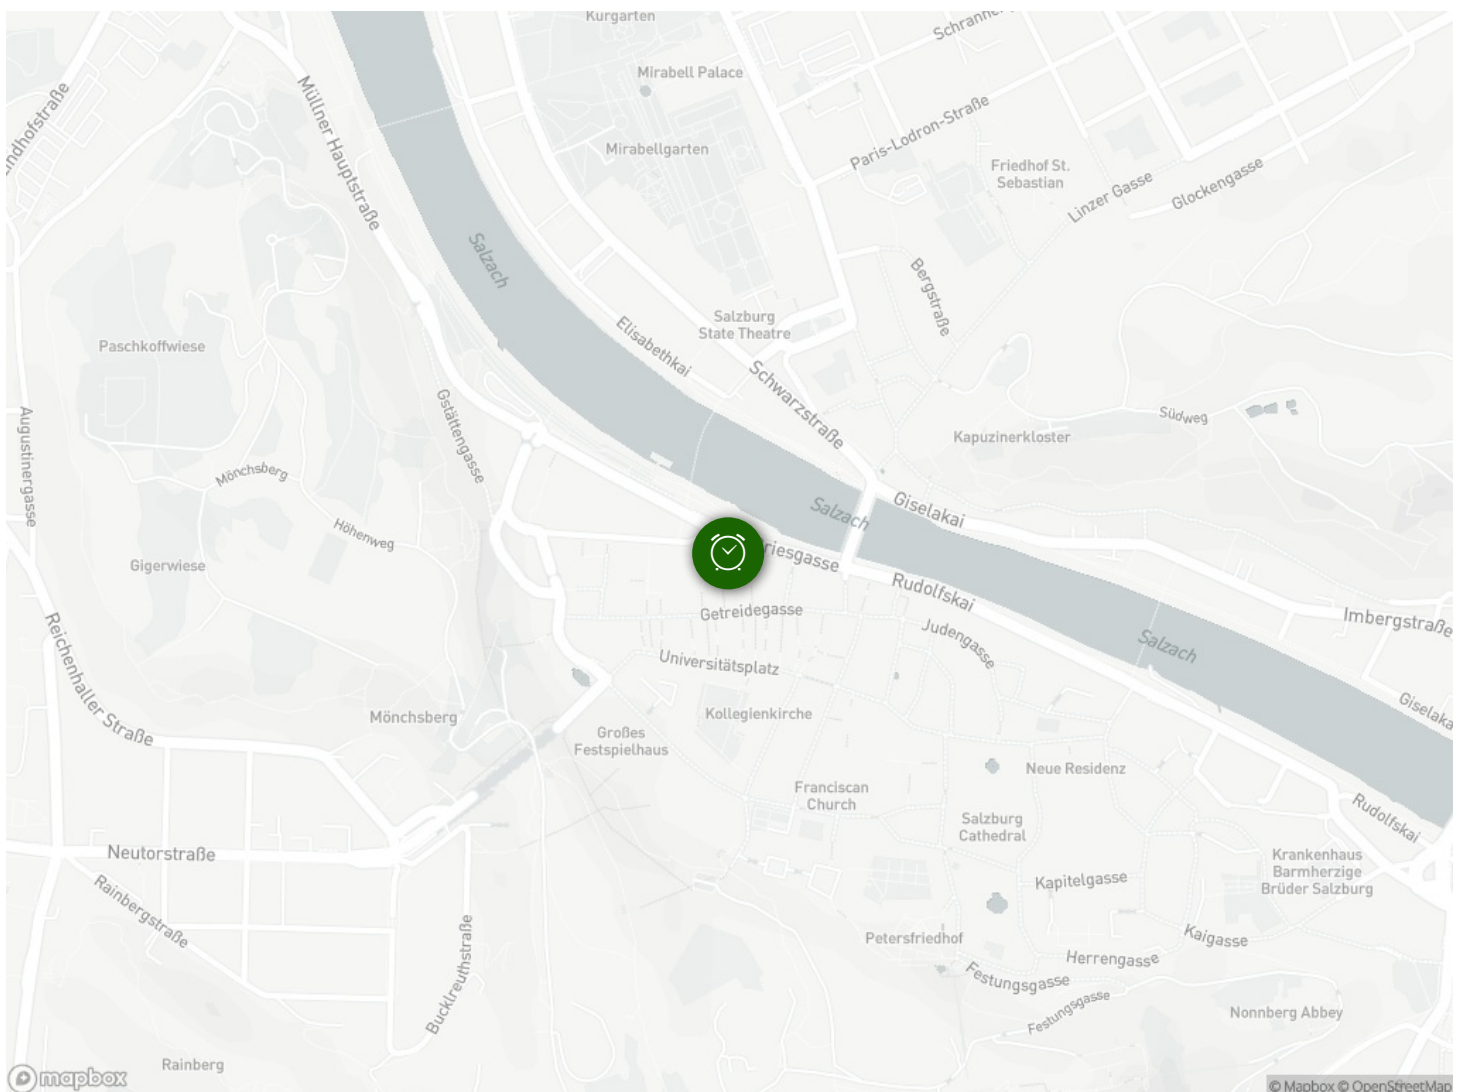 Kurgarten
Schranne
Mirabell Palace
Müllner Hauptstraße
endhofstraße
Paris-Lodron-Straße
Mirabellgarten
Friedhof St.
Sebastian
Linzer Gasse
Glockengasse
Salzach
Bergstraße
Salzburg
State Theatre
Elisabethkai
Paschkoffwiese
Schwarzstraße
Südweg
Augustinergasse
Gstättengasse
Kapuzinerkloster
Mönchsberg
Salzach
Giselakai
Höhenweg
Gigerwiese
riesgasse
Rudolfskai
Getreidegasse
Imbergstraße
Judengasse
Salzach
Reichenhaller Straße
Universitätsplatz
Giselaka
Mönchsberg
Kollegienkirche
Großes
Festspielhaus
Neue Residenz
Franciscan
Church
Rudolfskai
Salzburg
Cathedral
Neutorstraße
Krankenhaus
Barmherzige
Brüder Salzburg
Kapitelgasse
Rainbergstraße
Petersfriedhof
Kaigasse
Herrengasse
Bucklreuthstraße
Festungsgasse
Festungsgasse
Nonnberg Abbey
Rainberg
mapbox
© Mapbox © OpenStreetMap